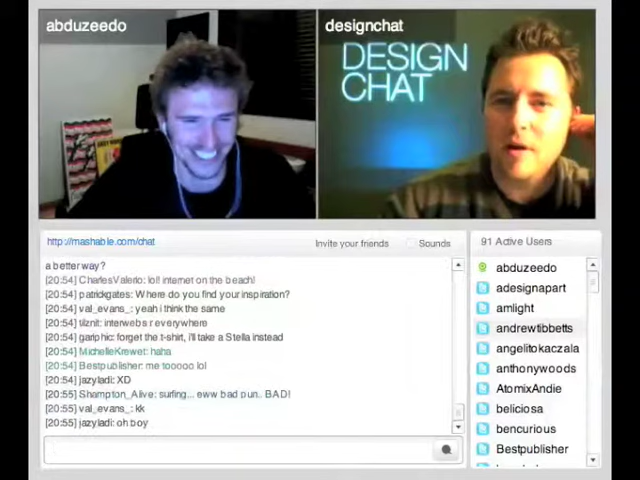 abduzeedo
designchat
DESIGN
CHAT
http://mashable.com/chat
Invite your friends
Sounds
91 Active Users
a better way?
[20:54] CharlesValerio: lol! internet on the beach!
[20:54] patrickgates: Where do you find your inspiration?
[20:54] val_evans_: yeah i think the same
[20:54] tilznit: interwebs r everywhere
[20:54] gariphic: forget the t-shirt, i'll take a Stella instead
[20:54] MichelleKrewet: haha
[20:54] Bestpublisher: me tooooo lol
[20:54] jazyladi: XD
[20:55] Shampton_Alive: surfing... eww bad pun.. BAD!
[20:55] val_evans_: kk
[20:55] jazyladi: oh boy
abduzeedo
adesignapart
amlight
andrewtibbetts
angelitokaczala
anthonywoods
AtomixAndie
beliciosa
bencurious
Bestpublisher